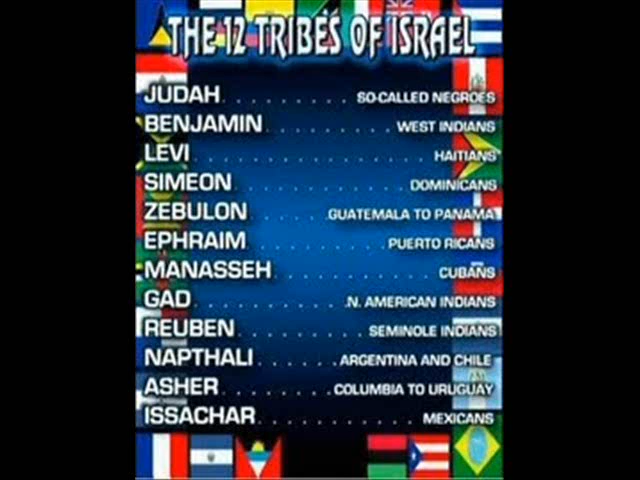 THE 12 TRIBES OF ISRAEL
JUDAH . . . . . . . . . . SO-CALLED NEGROES
BENJAMIN . . . . . . . . . . WEST INDIANS
LEVI . . . . . . . . . . . . . . . . . HAITIANS
SIMEON . . . . . . . . . . . . DOMINICANS
ZEBULON . . . . . . GUATEMALA TO PANAMA
EPHRAIM . . . . . . . . . . PUERTO RICANS
MANASSEH . . . . . . . . . . . . CUBANS
GAD . . . . . . . . . . . N. AMERICAN INDIANS
REUBEN . . . . . . . . . SEMINOLE INDIANS
NAPTHALI . . . . . . ARGENTINA AND CHILE
ASHER . . . . . . . . COLUMBIA TO URUGUAY
ISSACHAR . . . . . . . . . . . . MEXICANS